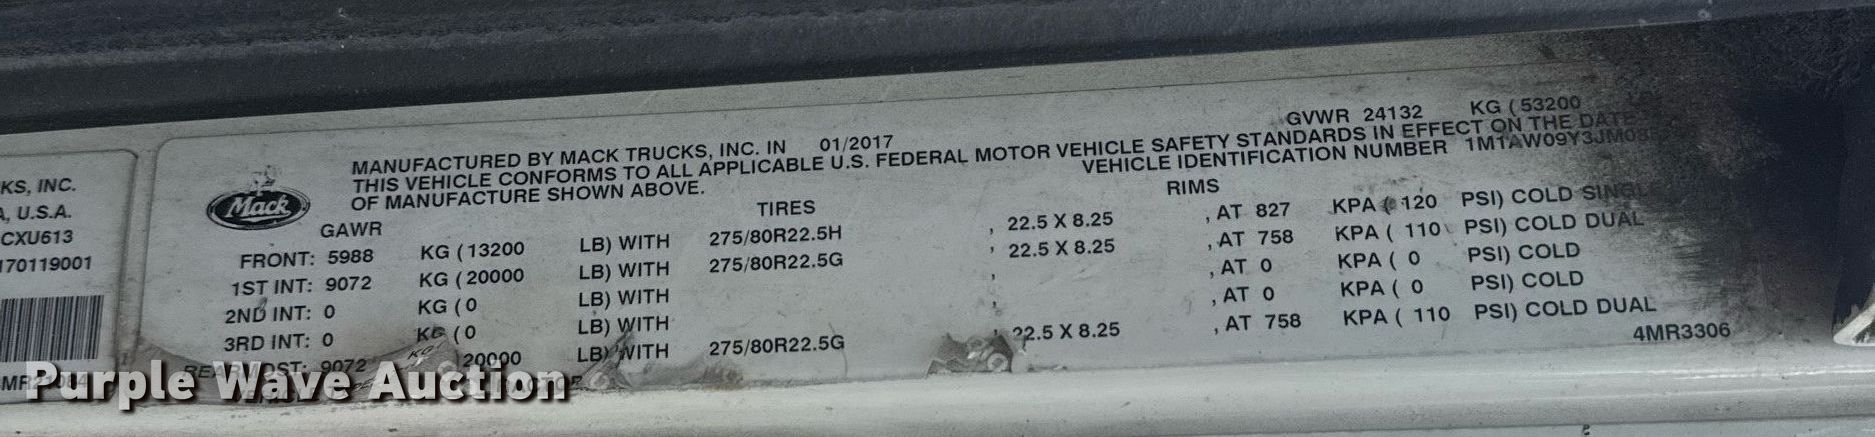 KS, INC.
A, U.S.A.
CXU613
170119001
Mack
MANUFACTURED BY MACK TRUCKS, INC. IN 01/2017 GVWR 24132 KG (53200
THIS VEHICLE CONFORMS TO ALL APPLICABLE U.S. FEDERAL MOTOR VEHICLE SAFETY STANDARDS IN EFFECT ON THE DATE
OF MANUFACTURE SHOWN ABOVE. VEHICLE IDENTIFICATION NUMBER 1M1AW09Y3JM08
GAWR TIRES RIMS
FRONT: 5988 KG (13200 LB) WITH 275/80R22.5H , 22.5 X 8.25 , AT 827 KPA ( 120 PSI) COLD SINGLE
1ST INT: 9072 KG (20000 LB) WITH 275/80R22.5G , 22.5 X 8.25 , AT 758 KPA ( 110 PSI) COLD DUAL
2ND INT: 0 KG (0 LB) WITH , , AT 0 KPA ( 0 PSI) COLD
3RD INT: 0 KG (0 LB) WITH , AT 0 KPA ( 0 PSI) COLD
9072 20000 LB) WITH 275/80R22.5G , 22.5 X 8.25 , AT 758 KPA ( 110 PSI) COLD DUAL
4MR3306
Purple Wave Auction